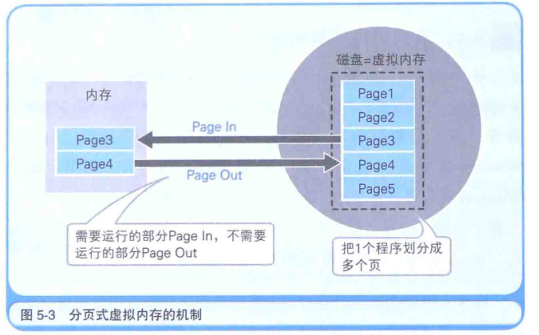 磁盘=虚拟内存
内存
Page1
Page2
Page3
Page4
Page5
Page3
Page4
Page In
Page Out
需要运行的部分Page In，不需要
运行的部分Page Out
把1个程序划分成
多个页
图 5-3 分页式虚拟内存的机制